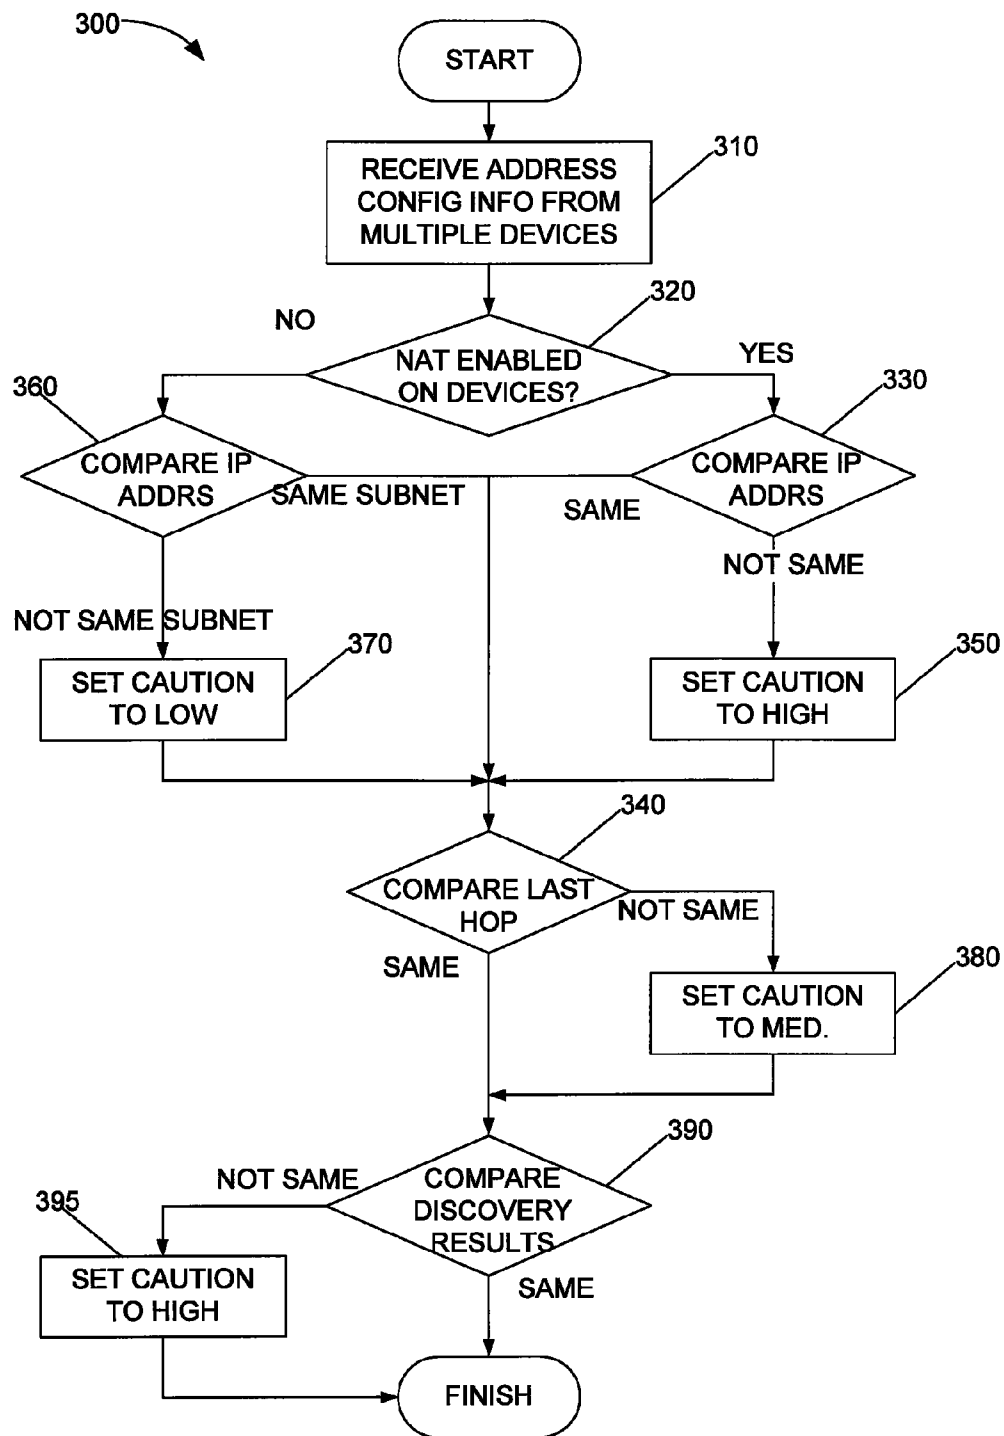 300
START
310
RECEIVE ADDRESS
CONFIG INFO FROM
MULTIPLE DEVICES
320
NO
NAT ENABLED
ON DEVICES?
YES
360
330
COMPARE IP
ADDRS
COMPARE IP
ADDRS
SAME SUBNET
SAME
NOT SAME
NOT SAME SUBNET
370
350
SET CAUTION
TO LOW
SET CAUTION
TO HIGH
340
COMPARE LAST
HOP
NOT SAME
SAME
380
SET CAUTION
TO MED.
390
NOT SAME
COMPARE
DISCOVERY
RESULTS
395
SET CAUTION
TO HIGH
SAME
FINISH